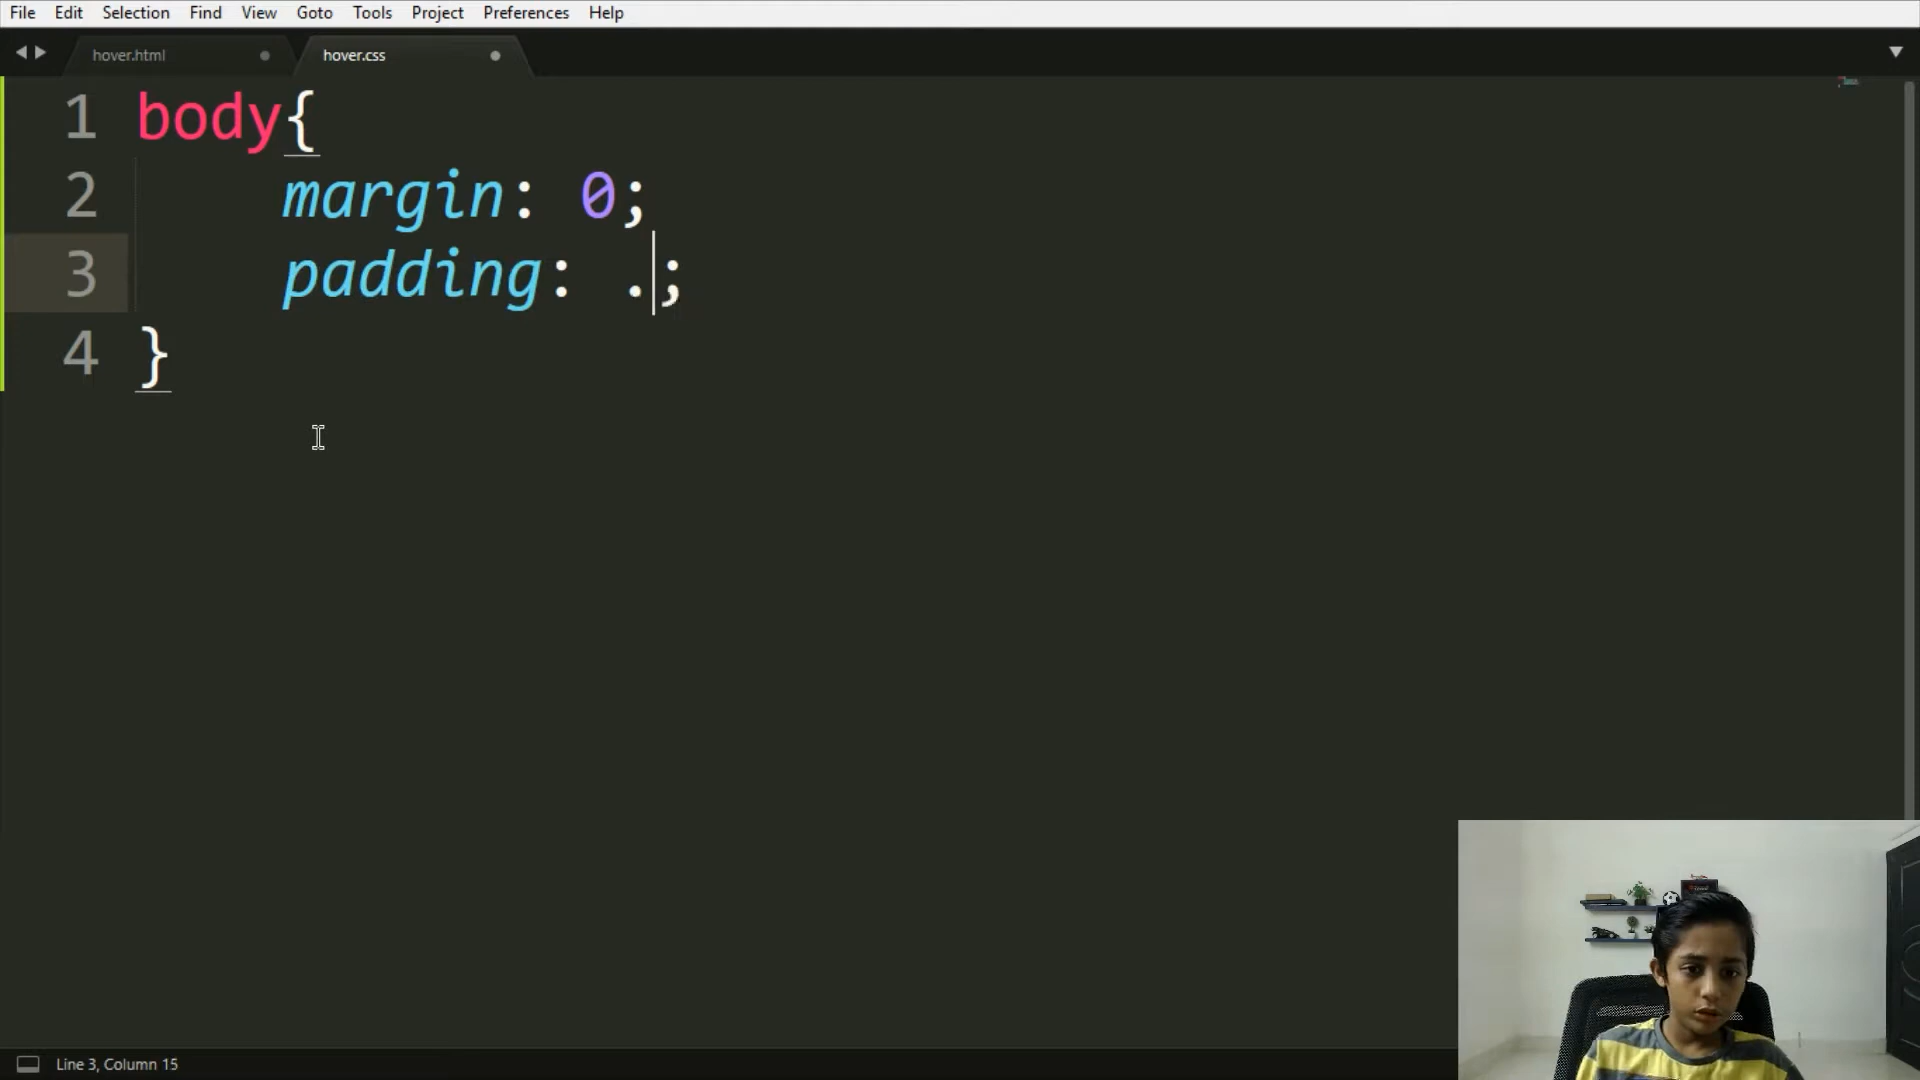 File Edit Selection Find View Goto Tools Project Preferences Help
hover.html hover.css
1 body{
2 margin: 0;
3 padding: .;
4 }
Line 3, Column 15